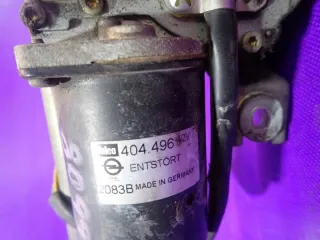 404.496 12V
ENTSTÖRT
2083B MADE IN GERMANY